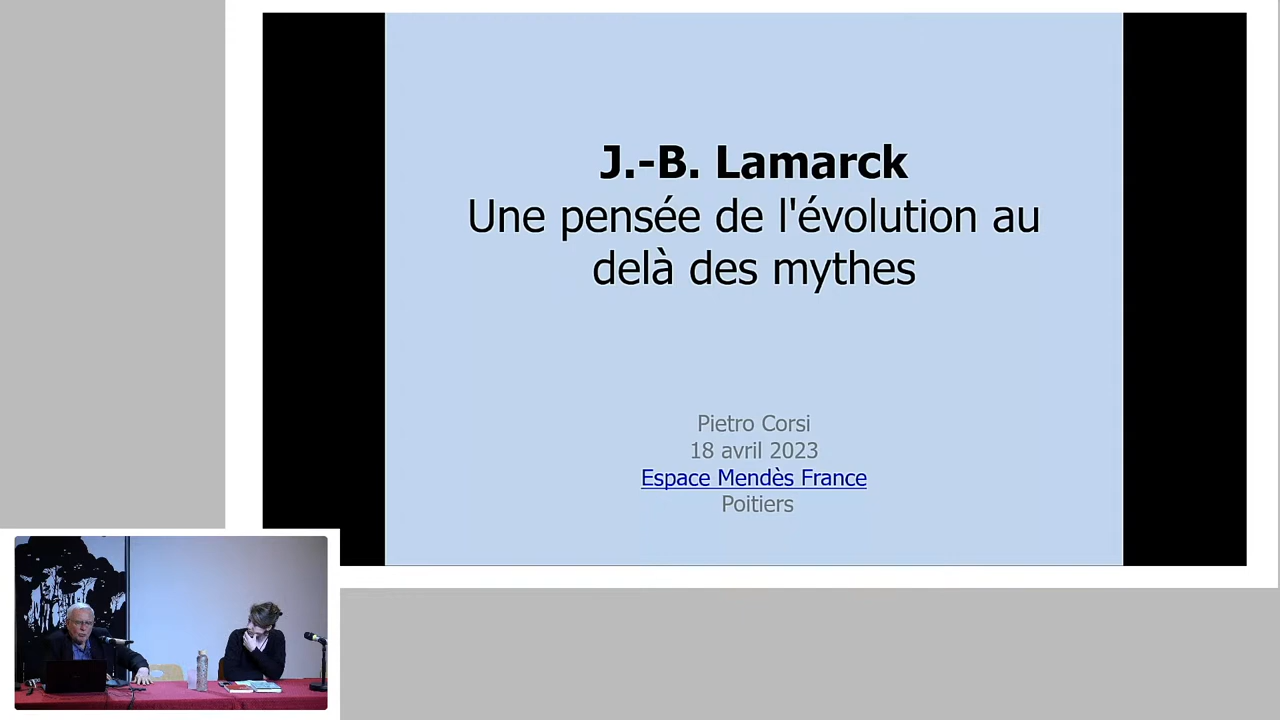 J.-B. Lamarck
Une pensée de l'évolution au
delà des mythes
Pietro Corsi
18 avril 2023
Espace Mendès France
Poitiers